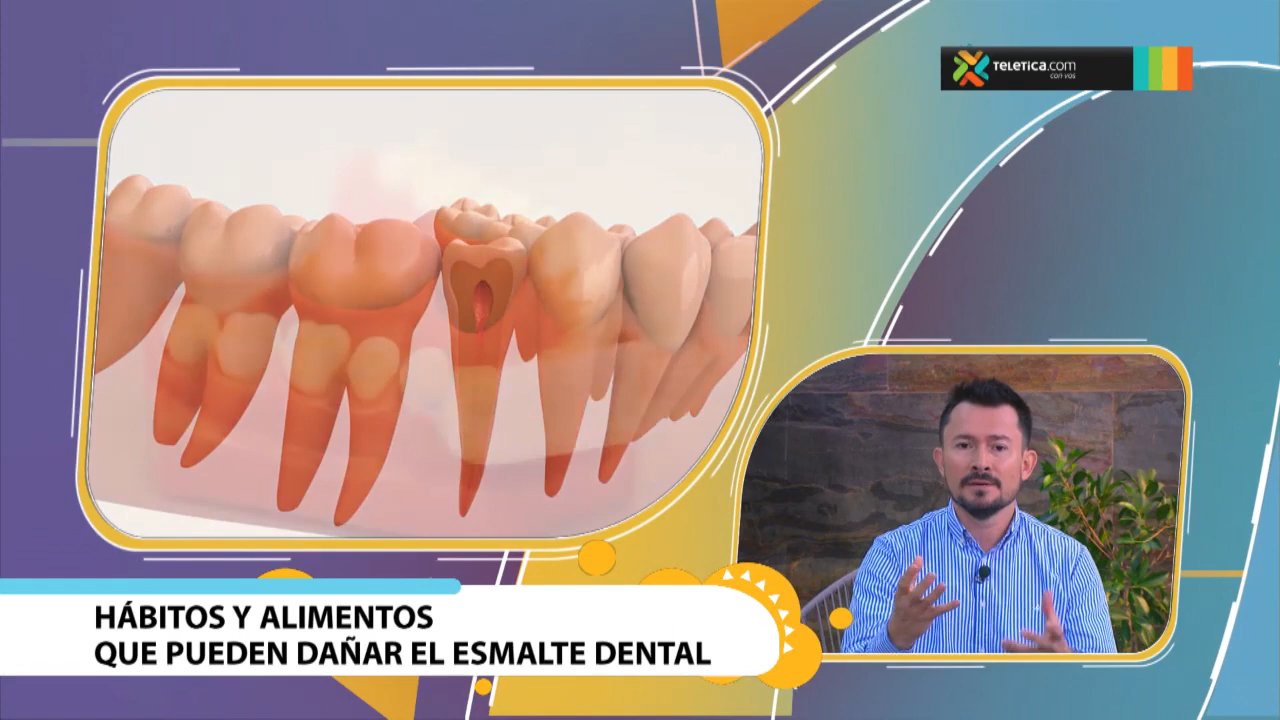 TELETICA.com
con vos
HÁBITOS Y ALIMENTOS
QUE PUEDEN DAÑAR EL ESMALTE DENTAL